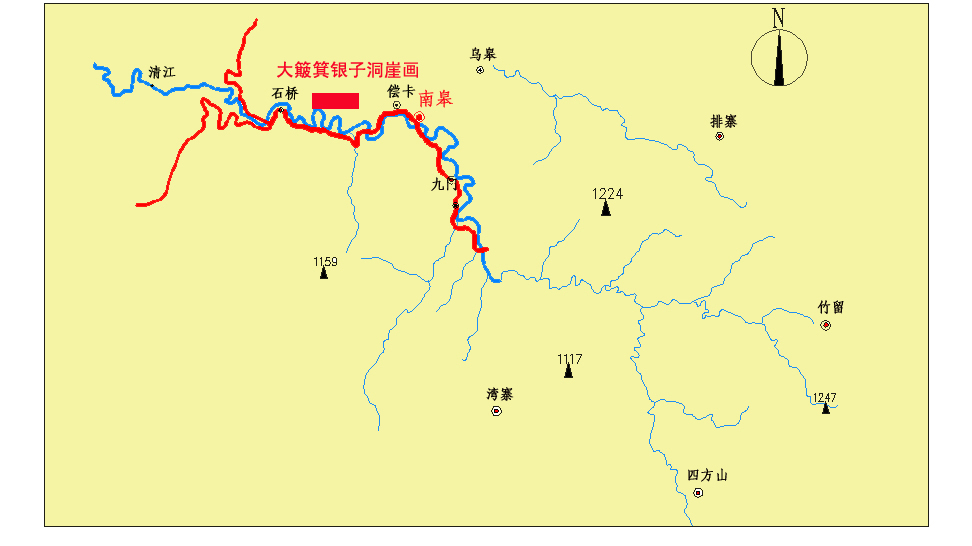 N
乌皋
清江
大簸箕银子洞崖画
石桥
偿卡
南皋
排寨
九门
1224
1159
竹留
1117
湾寨
1247
四方山